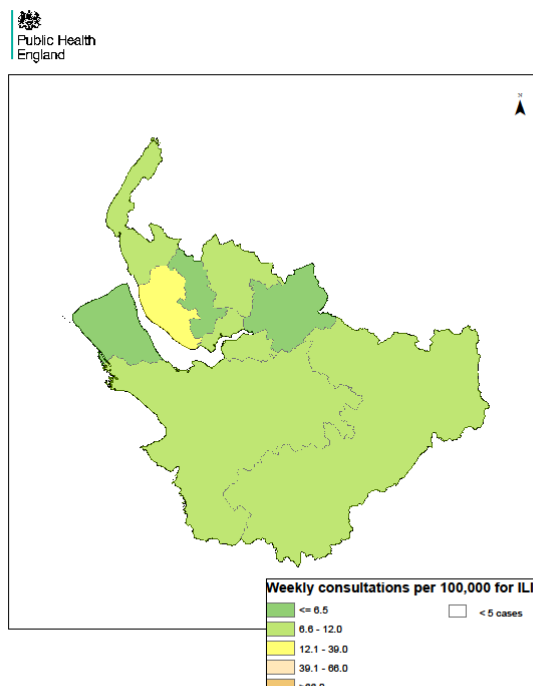 Public Health
England
N
Weekly consultations per 100,000 for ILI
<= 6.5
< 5 cases
6.6 - 12.0
12.1 - 39.0
39.1 - 66.0